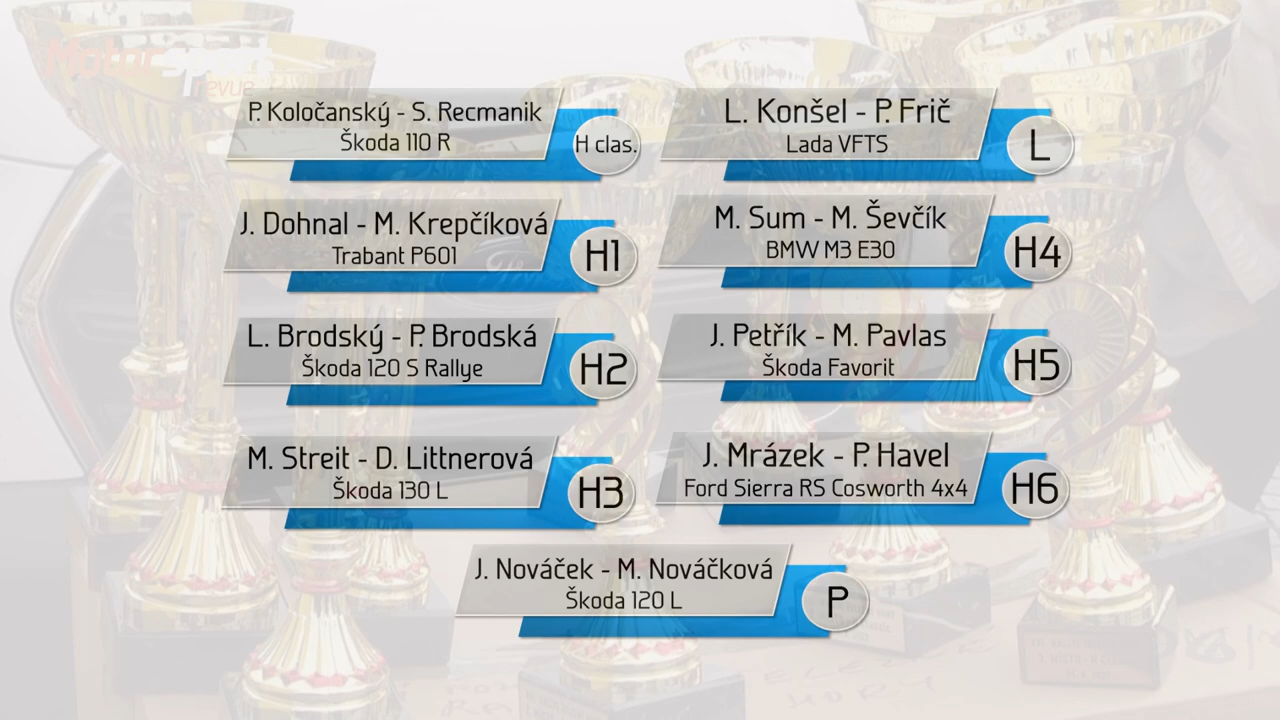 Motorsport
revue
P. Koločanský - S. Recmanik
Škoda 110 R
H clas.
L. Konšel - P. Frič
Lada VFTS
L
J. Dohnal - M. Krepčíková
Trabant P601
H1
M. Sum - M. Ševčík
BMW M3 E30
H4
L. Brodský - P. Brodská
Škoda 120 S Rallye
H2
J. Petřík - M. Pavlas
Škoda Favorit
H5
M. Streit - D. Littnerová
Škoda 130 L
H3
J. Mrázek - P. Havel
Ford Sierra RS Cosworth 4x4
H6
J. Nováček - M. Nováčková
Škoda 120 L
P